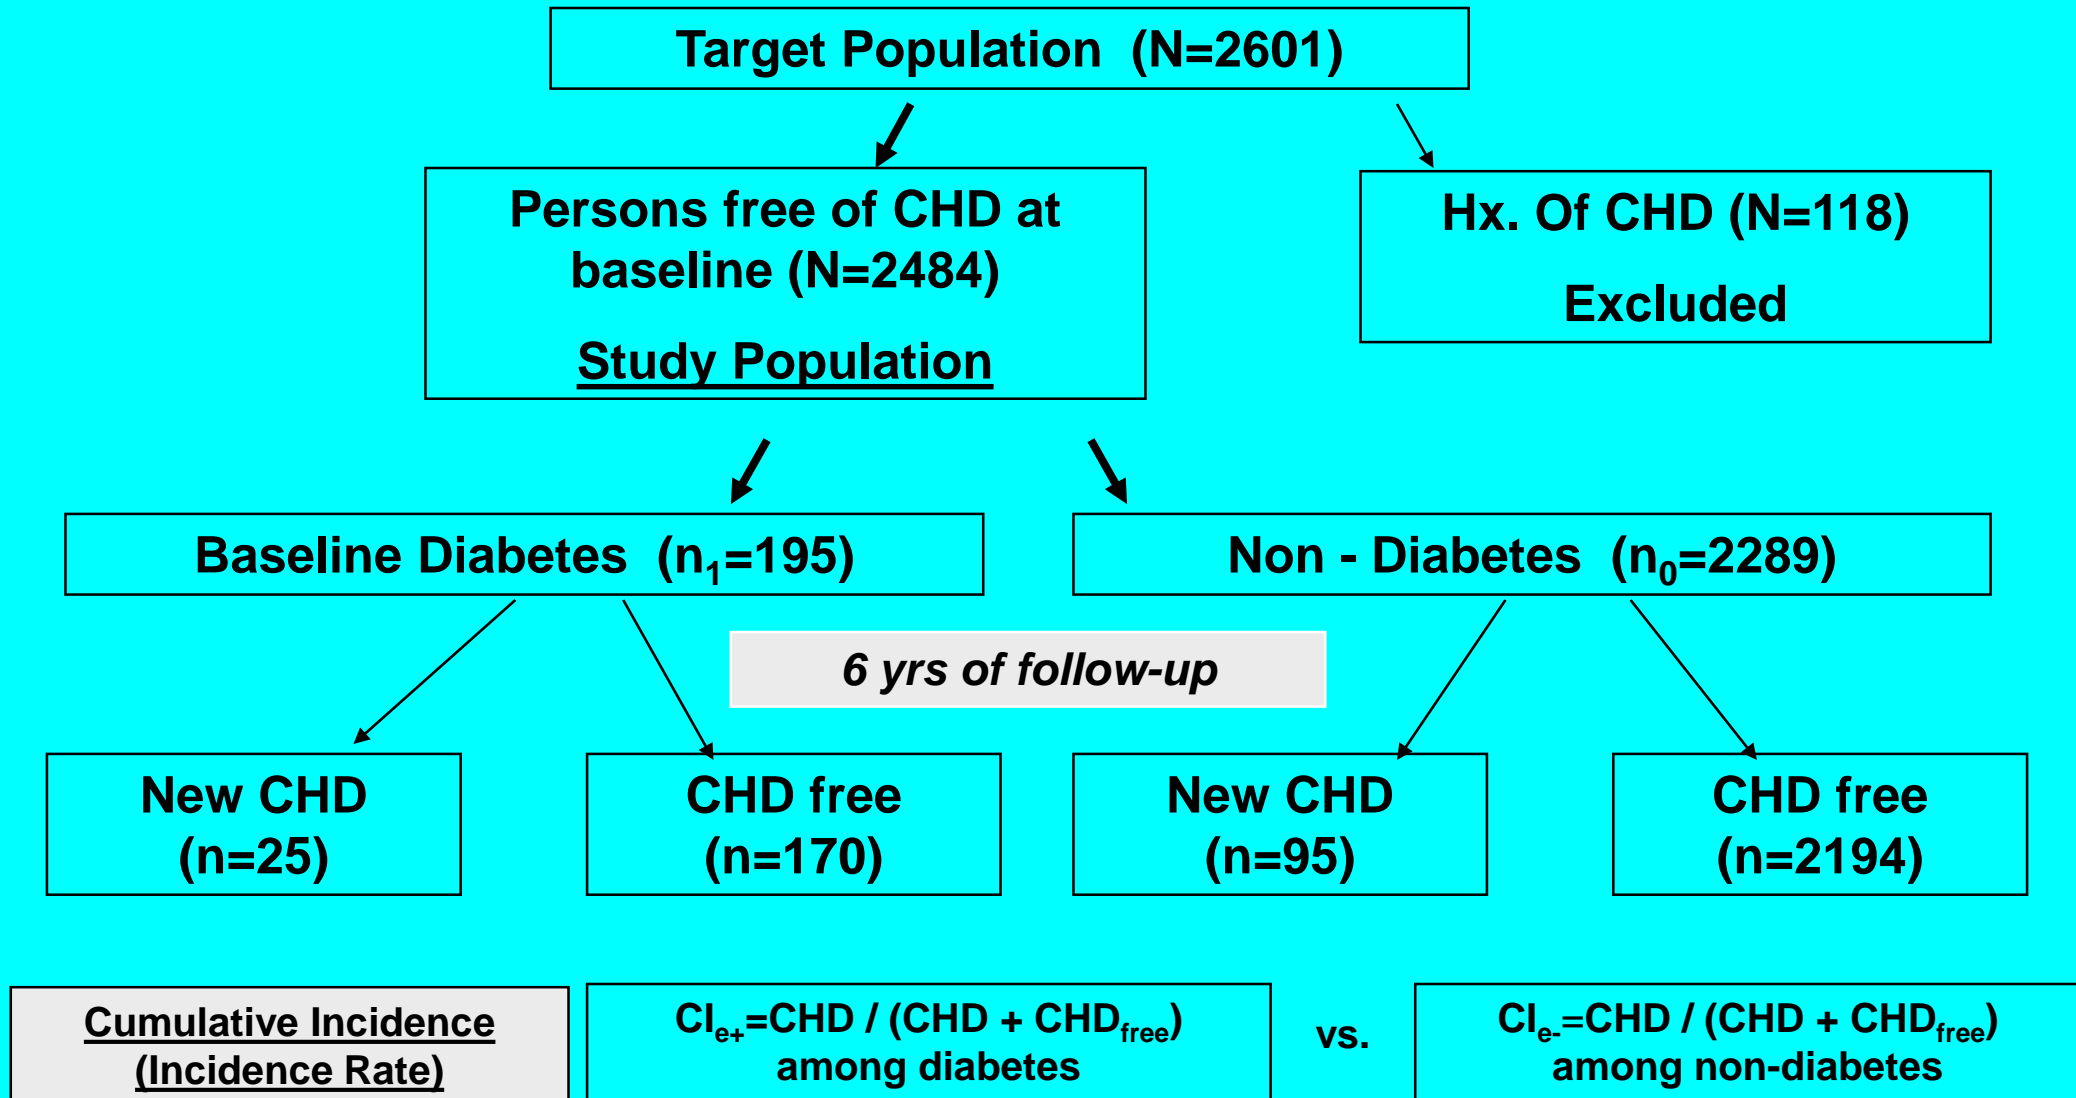 Target Population (N=2601)
Persons free of CHD at
baseline (N=2484)
Study Population
Hx. Of CHD (N=118)
Excluded
Baseline Diabetes (n₁=195)
Non - Diabetes (n₀=2289)
6 yrs of follow-up
New CHD
(n=25)
CHD free
(n=170)
New CHD
(n=95)
CHD free
(n=2194)
Cumulative Incidence
(Incidence Rate)
CIe+=CHD / (CHD + CHDfree)
among diabetes
vs.
CIe-=CHD / (CHD + CHDfree)
among non-diabetes